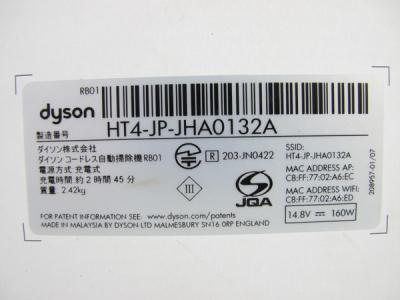 RB01
dyson
製造番号
HT4-JP-JHA0132A
ダイソン株式会社
ダイソン コードレス自動掃除機RB01
電源方式 充電式
充電時間 約2時間45分
質量 2.42kg
R 203-JN0422
III
JQA
SSID:
HT4-JP-JHA0132A
MAC ADDRESS AP:
C8:FF:77:02:A6:EC
MAC ADDRESS WIFI:
C8:FF:77:02:A6:ED
14.8V 160W
FOR PATENT INFORMATION SEE: www.dyson/patents
MADE IN MALAYSIA BY DYSON LTD MALMESBURY SN16 0RP ENGLAND
208957-01/07